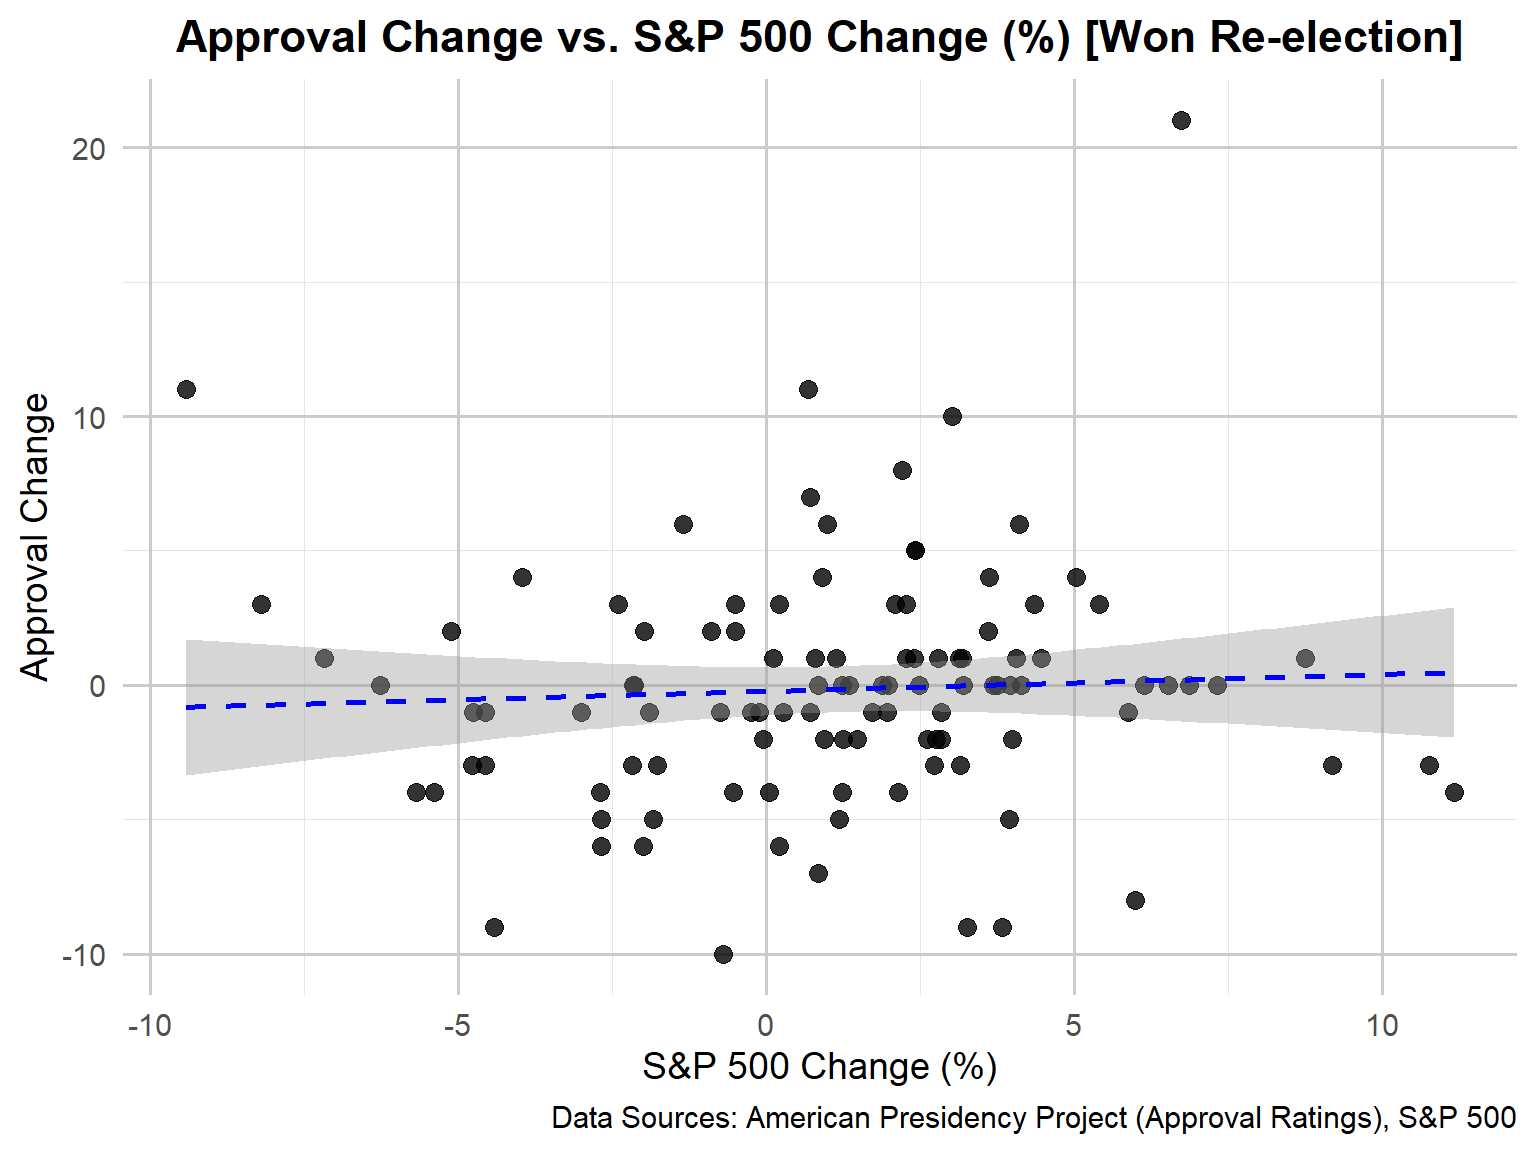 Approval Change vs. S&P 500 Change (%) [Won Re-election]
20
10
0
-10
Approval Change
-10 -5 0 5 10
S&P 500 Change (%)
Data Sources: American Presidency Project (Approval Ratings), S&P 500